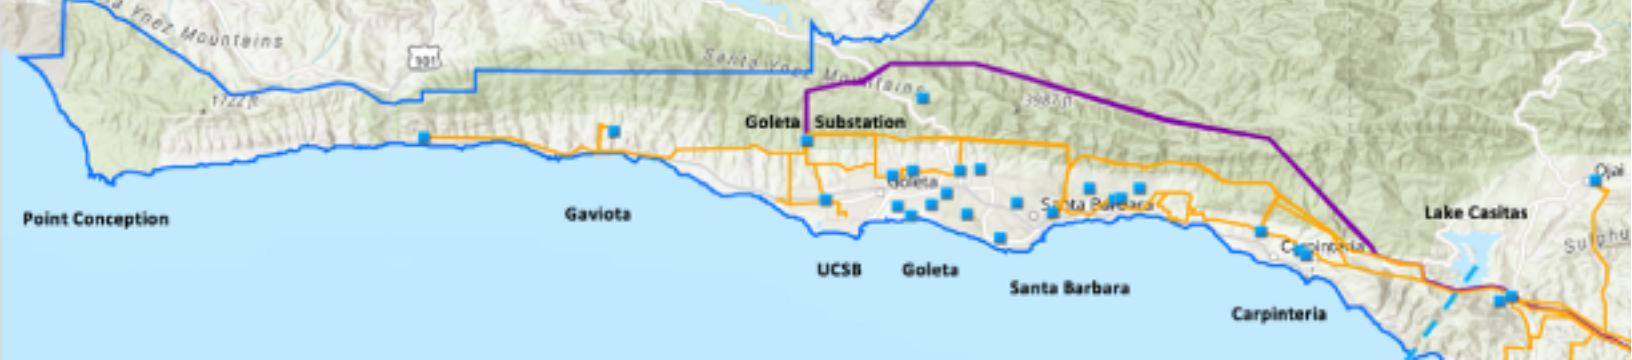 Ynez Mountains
101
Santa Ynez Mountains
1722 ft
3987 ft
Goleta Substation
Ojai
Goleta
Santa Barbara
Point Conception
Gaviota
Lake Casitas
Carpinteria
UCSB
Goleta
Santa Barbara
Carpinteria